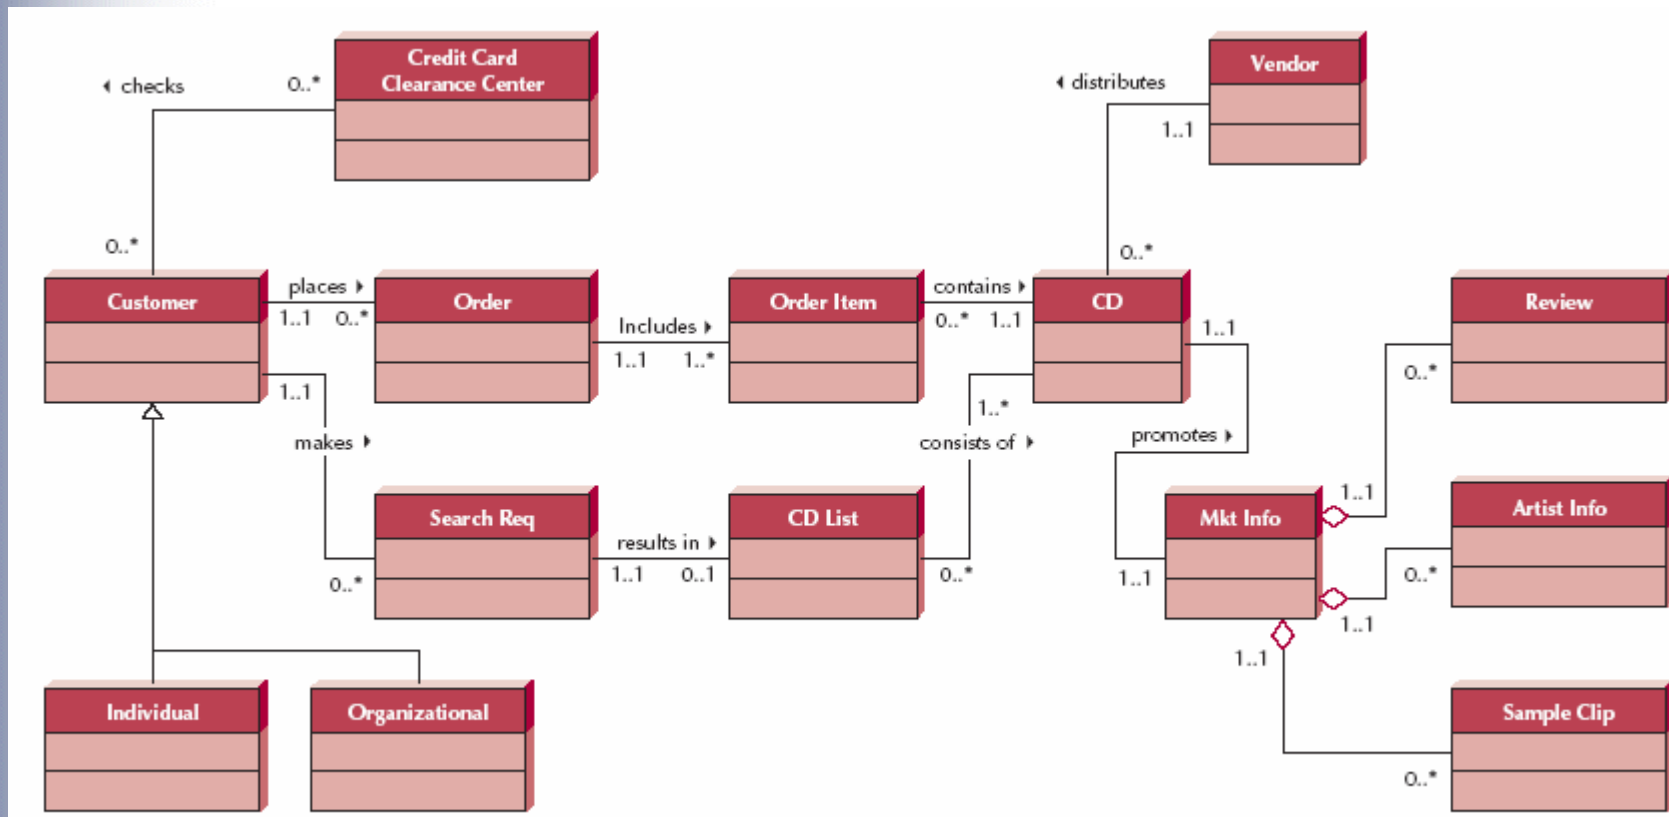 Credit Card
Clearance Center
Vendor
◂ checks
0..*
◂ distributes
1..1
0..*
0..*
Customer
places ▸
1..1
0..*
Order
Includes ▸
1..1
1..*
Order Item
contains ▸
0..*
1..1
CD
1..1
Review
0..*
1..1
makes ▸
0..*
1..*
consists of ▸
promotes ▸
Search Req
results in ▸
1..1
0..1
CD List
0..*
1..1
Mkt Info
1..1
Artist Info
0..*
1..1
1..1
Individual
Organizational
Sample Clip
0..*